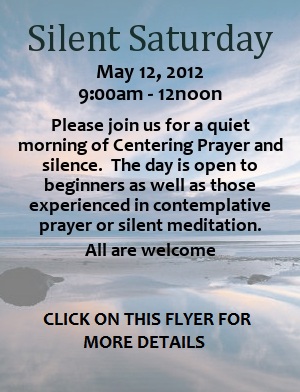 Silent Saturday
May 12, 2012
9:00am - 12noon
Please join us for a quiet
morning of Centering Prayer and
silence.  The day is open to
beginners as well as those
experienced in contemplative
prayer or silent meditation.
All are welcome
CLICK ON THIS FLYER FOR
MORE DETAILS